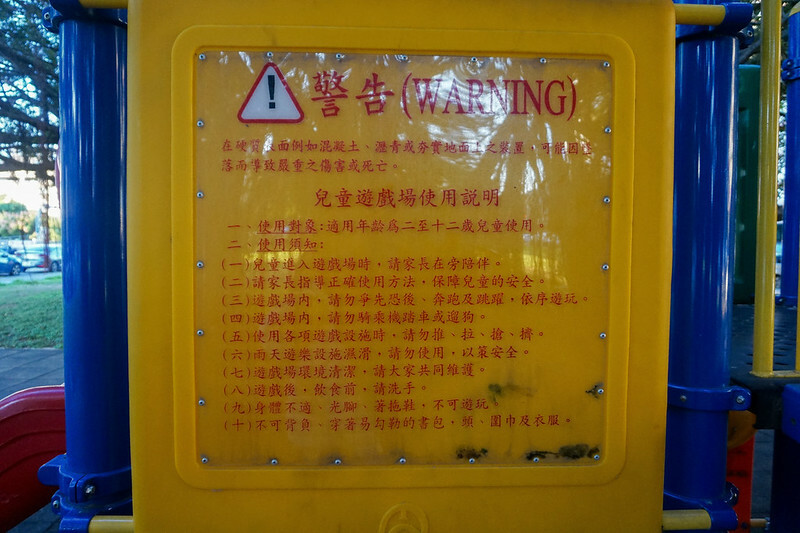 警告(WARNING)
在硬質表面例如混凝土、瀝青或夯實地面上之裝置，可能因墜
落而導致嚴重之傷害或死亡。
兒童遊戲場使用說明
一、使用對象:適用年齡為二至十二歲兒童使用。
二、使用須知:
(一)兒童進入遊戲場時，請家長在旁陪伴。
(二)請家長指導正確使用方法，保障兒童的安全。
(三)遊戲場內，請勿爭先恐後、奔跑及跳躍，依序遊玩。
(四)遊戲場內，請勿騎乘機踏車或遛狗。
(五)使用各項遊戲設施時，請勿推、拉、搶、擠。
(六)雨天遊樂設施濕滑，請勿使用，以策安全。
(七)遊戲場環境清潔，請大家共同維護。
(八)遊戲後，飲食前，請洗手。
(九)身體不適、光腳、著拖鞋，不可遊玩
(十)不可背負、穿著易勾勒的書包，頭、圍巾及衣服。